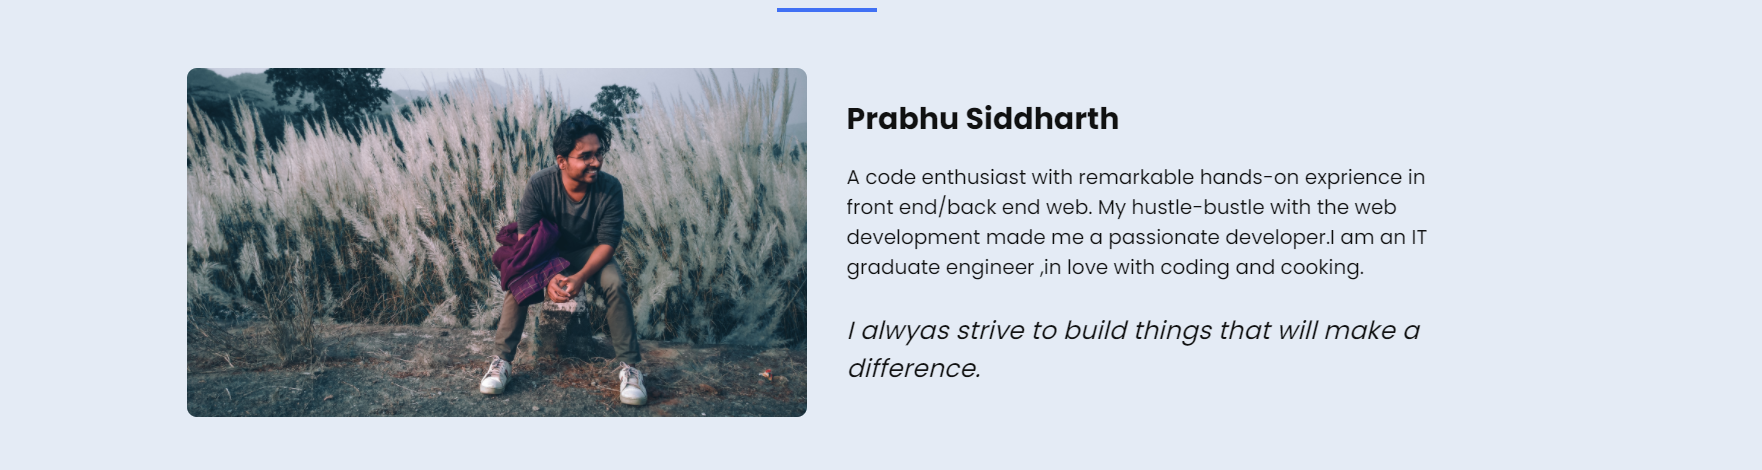 Prabhu Siddharth
A code enthusiast with remarkable hands-on exprience in
front end/back end web. My hustle-bustle with the web
development made me a passionate developer.I am an IT
graduate engineer ,in love with coding and cooking.
I alwyas strive to build things that will make a
difference.